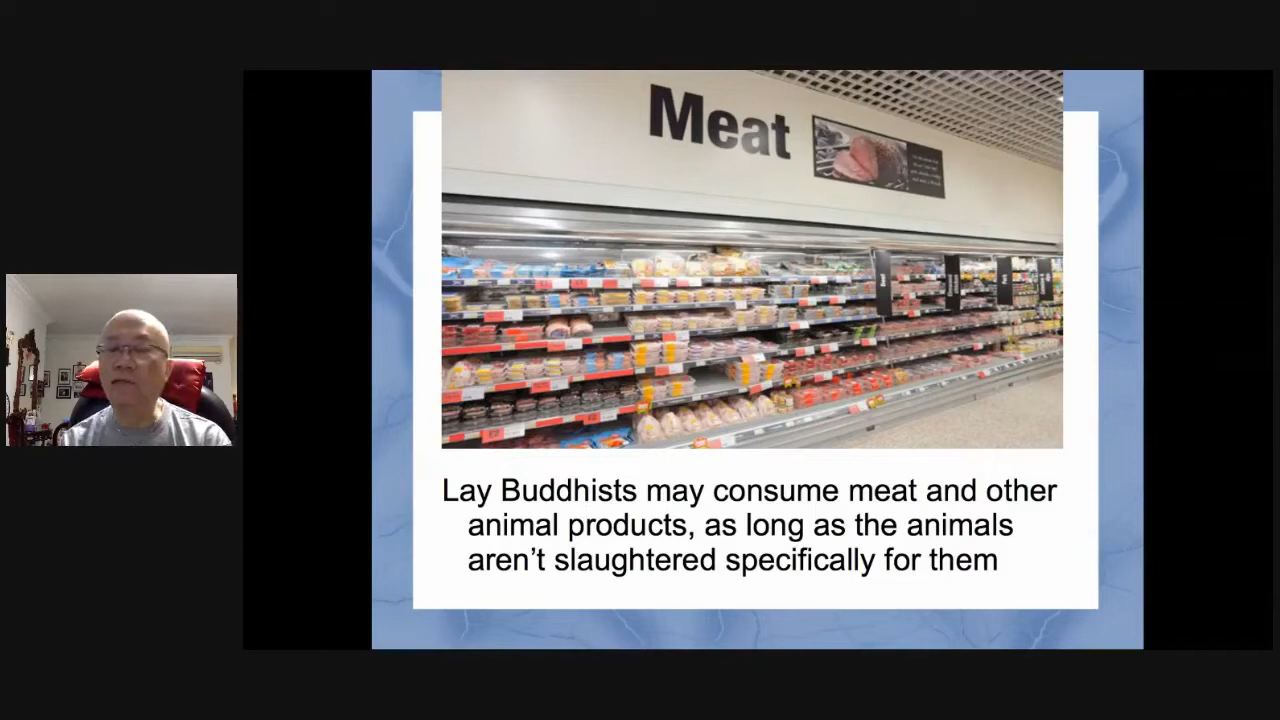 Meat
Lay Buddhists may consume meat and other
animal products, as long as the animals
aren't slaughtered specifically for them